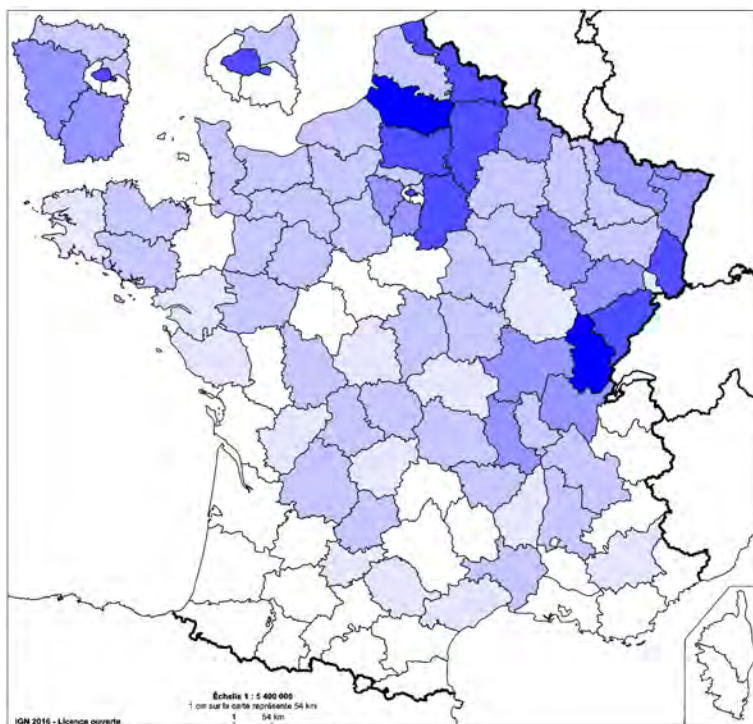 Échelle 1 : 5 400 000
1 cm sur la carte représente 54 km
1 54 km
IGN 2016 - Licence ouverte